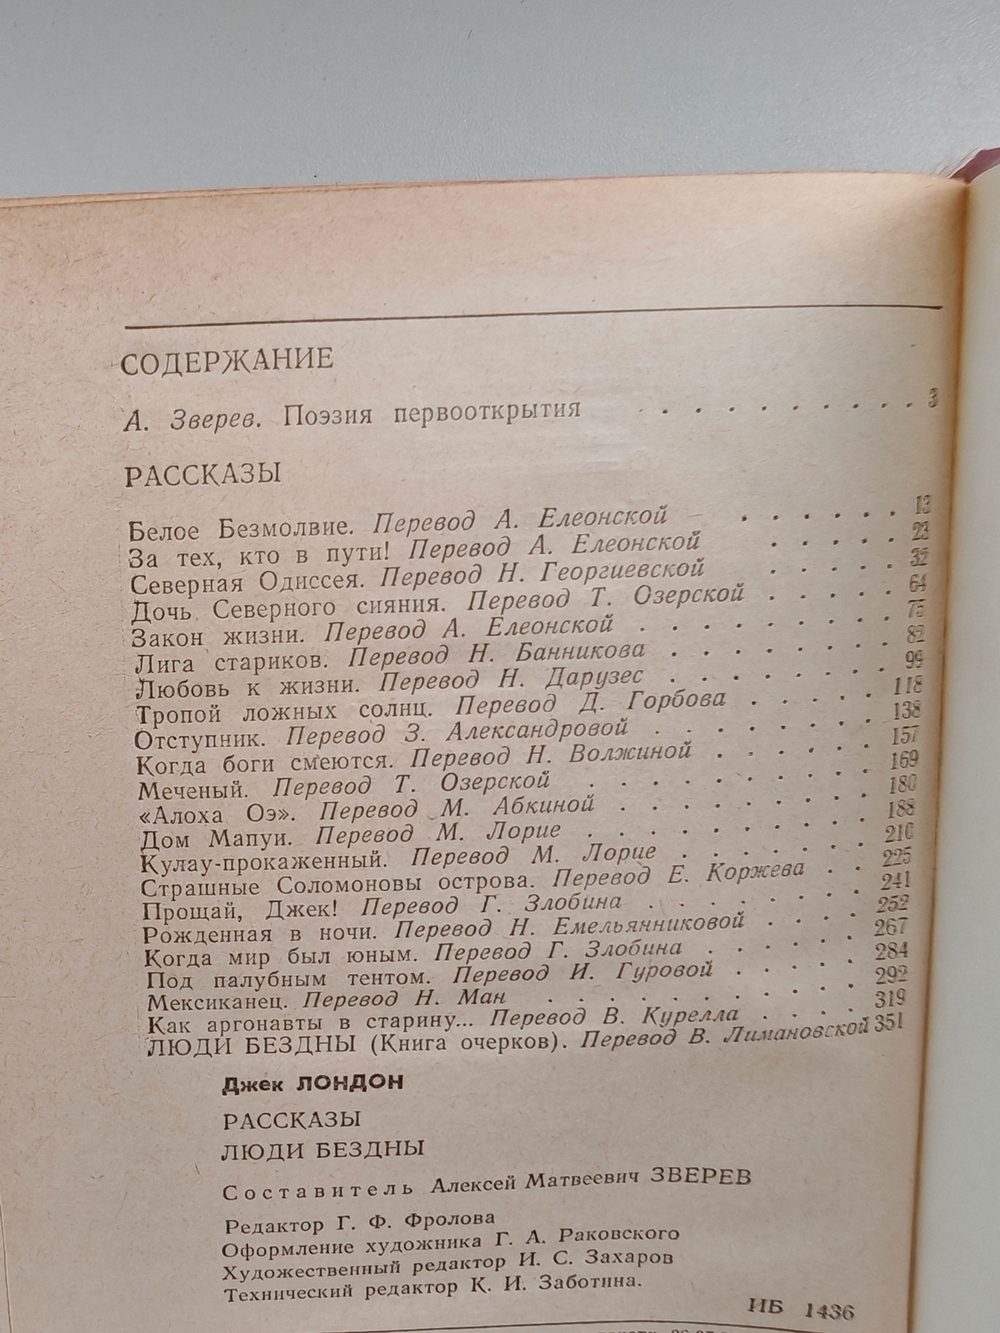 СОДЕРЖАНИЕ
А. Зверев. Поэзия первооткрытия . . . . . . . . . . 3
РАССКАЗЫ
Белое Безмолвие. Перевод А. Елеонской . . . . . . 13
За тех, кто в пути! Перевод А. Елеонской . . . . . 23
Северная Одиссея. Перевод Н. Георгиевской . . . . . 32
Дочь Северного сияния. Перевод Т. Озерской . . . . . 64
Закон жизни. Перевод А. Елеонской . . . . . . . . 75
Лига стариков. Перевод Н. Банникова . . . . . . . 82
Любовь к жизни. Перевод Н. Дарузес . . . . . . . 99
Тропой ложных солнц. Перевод Д. Горбова . . . . . 118
Отступник. Перевод З. Александровой . . . . . . . 138
Когда боги смеются. Перевод Н. Волжиной . . . . . . 157
Меченый. Перевод Т. Озерской . . . . . . . . . 169
«Алоха Оэ». Перевод М. Абкиной . . . . . . . . 180
Дом Мапуи. Перевод М. Лорие . . . . . . . . . 188
Кулау-прокаженный. Перевод М. Лорие . . . . . . 210
Страшные Соломоновы острова. Перевод Е. Коржева . . 225
Прощай, Джек! Перевод Г. Злобина . . . . . . . . 241
Рожденная в ночи. Перевод Н. Емельянниковой . . . . 252
Когда мир был юным. Перевод Г. Злобина . . . . . . 267
Под палубным тентом. Перевод И. Гуровой . . . . . 284
Мексиканец. Перевод Н. Ман . . . . . . . . . . 292
Как аргонавты в старину... Перевод В. Курелла . . . . 319
ЛЮДИ БЕЗДНЫ (Книга очерков). Перевод В. Лимановской 351
Джек ЛОНДОН
РАССКАЗЫ
ЛЮДИ БЕЗДНЫ
Составитель Алексей Матвеевич ЗВЕРЕВ
Редактор Г. Ф. Фролова
Оформление художника Г. А. Раковского
Художественный редактор И. С. Захаров
Технический редактор К. И. Заботина.
ИБ 1436